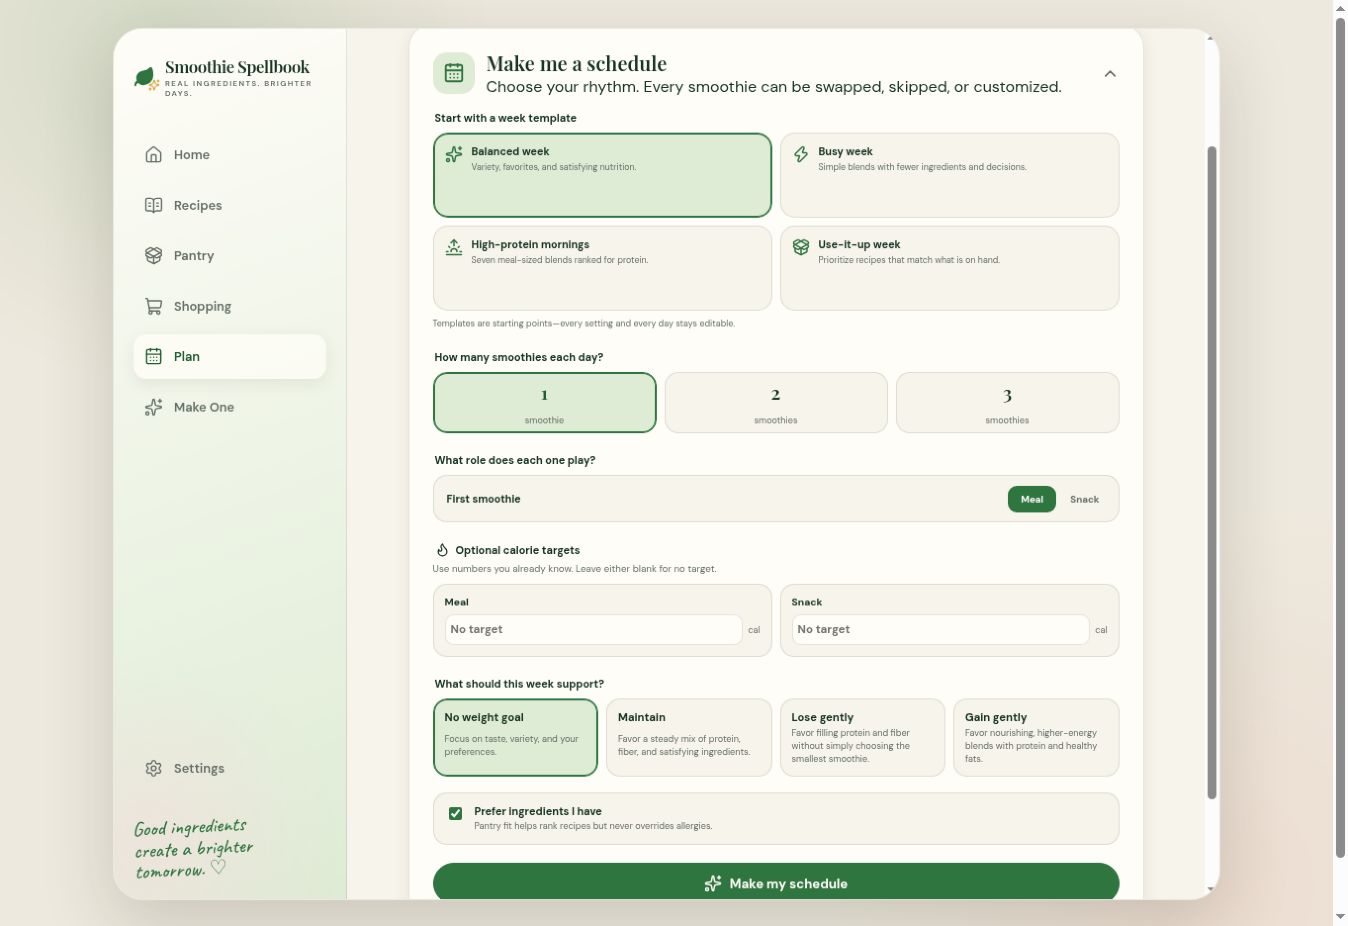 Smoothie Spellbook
REAL INGREDIENTS. BRIGHTER
DAYS.
Home
Recipes
Pantry
Shopping
Plan
Make One
Settings
Good ingredients
create a brighter
tomorrow. ♡
Make me a schedule
Choose your rhythm. Every smoothie can be swapped, skipped, or customized.
Start with a week template
Balanced week
Variety, favorites, and satisfying nutrition.
Busy week
Simple blends with fewer ingredients and decisions.
High-protein mornings
Seven meal-sized blends ranked for protein.
Use-it-up week
Prioritize recipes that match what is on hand.
Templates are starting points—every setting and every day stays editable.
How many smoothies each day?
1
smoothie
2
smoothies
3
smoothies
What role does each one play?
First smoothie
Meal
Snack
Optional calorie targets
Use numbers you already know. Leave either blank for no target.
Meal
No target
cal
Snack
No target
cal
What should this week support?
No weight goal
Focus on taste, variety, and your
preferences.
Maintain
Favor a steady mix of protein,
fiber, and satisfying ingredients.
Lose gently
Favor filling protein and fiber
without simply choosing the
smallest smoothie.
Gain gently
Favor nourishing, higher-energy
blends with protein and healthy
fats.
Prefer ingredients I have
Pantry fit helps rank recipes but never overrides allergies.
Make my schedule